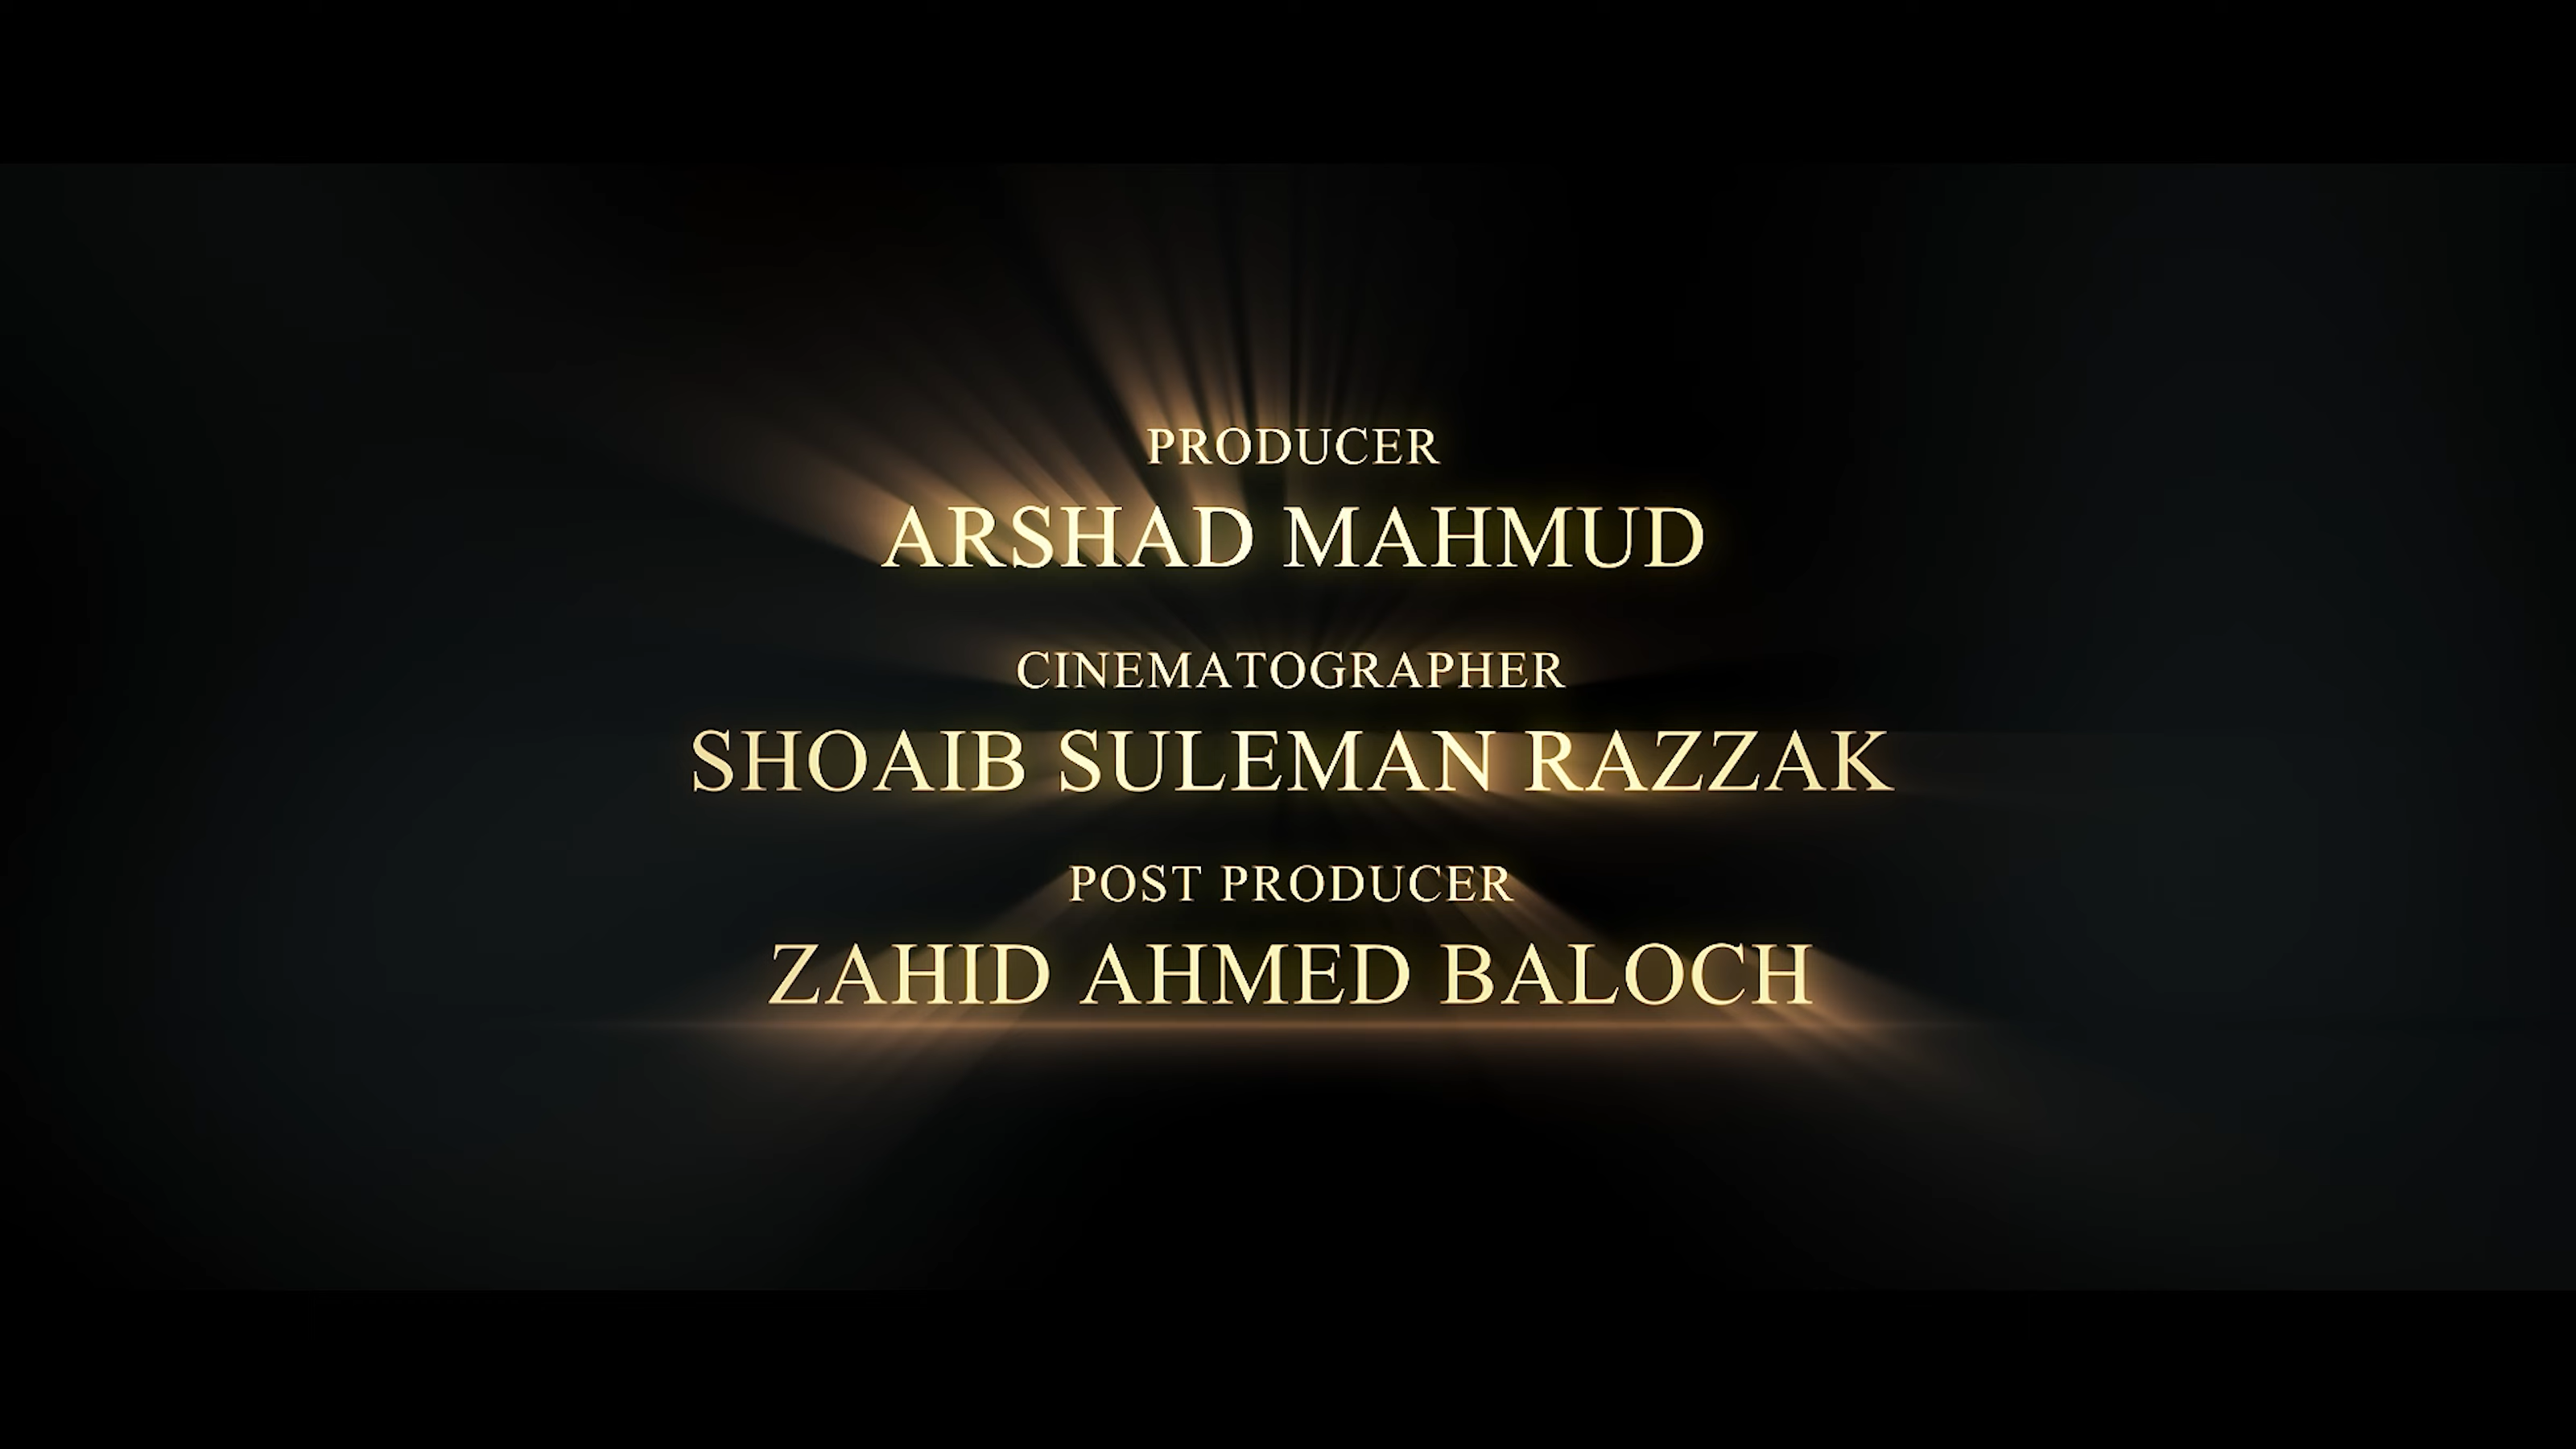 PRODUCER
ARSHAD MAHMUD
CINEMATOGRAPHER
SHOAIB SULEMAN RAZZAK
POST PRODUCER
ZAHID AHMED BALOCH